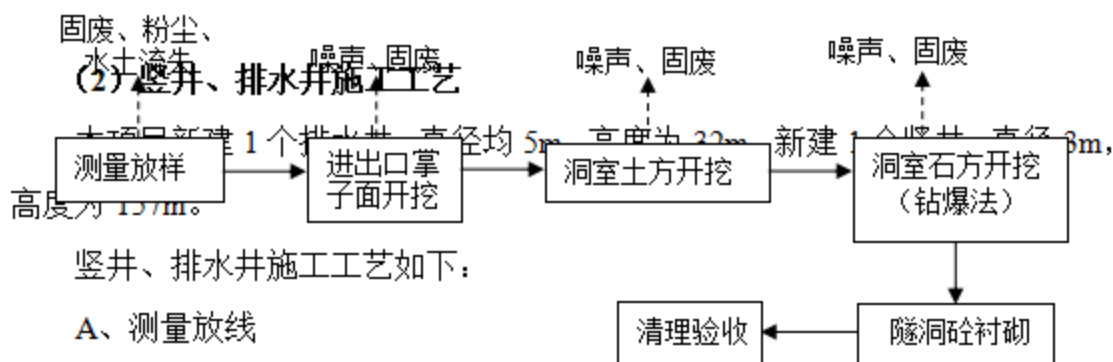 固废、粉尘、
水土流失
噪声、固废
噪声、固废
噪声、固废
（2）竖井、排水井施工工艺
本项目新建 1 个排水井，直径均 5m，高度为 32m，新建 1 个竖井，直径 8m，
高度为 157m。
测量放样
进出口掌
子面开挖
洞室土方开挖
洞室石方开挖
（钻爆法）
竖井、排水井施工工艺如下：
A、测量放线
清理验收
隧洞砼衬砌